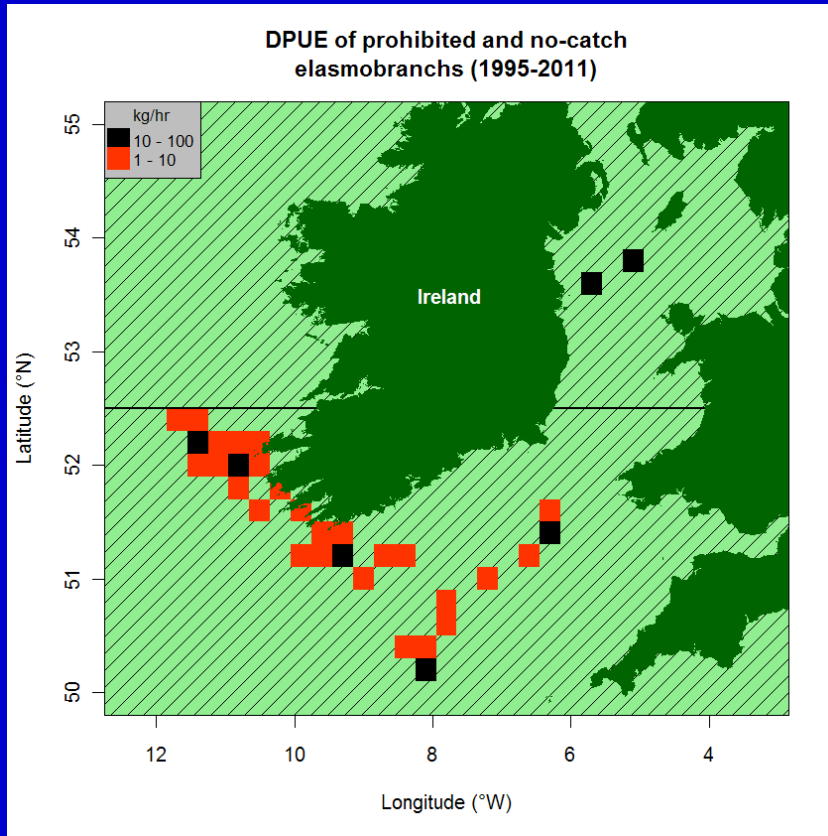 DPUE of prohibited and no-catch
elasmobranchs (1995-2011)
kg/hr
10 - 100
1 - 10
Ireland
55
54
53
52
51
50
Latitude (°N)
12 10 8 6 4
Longitude (°W)